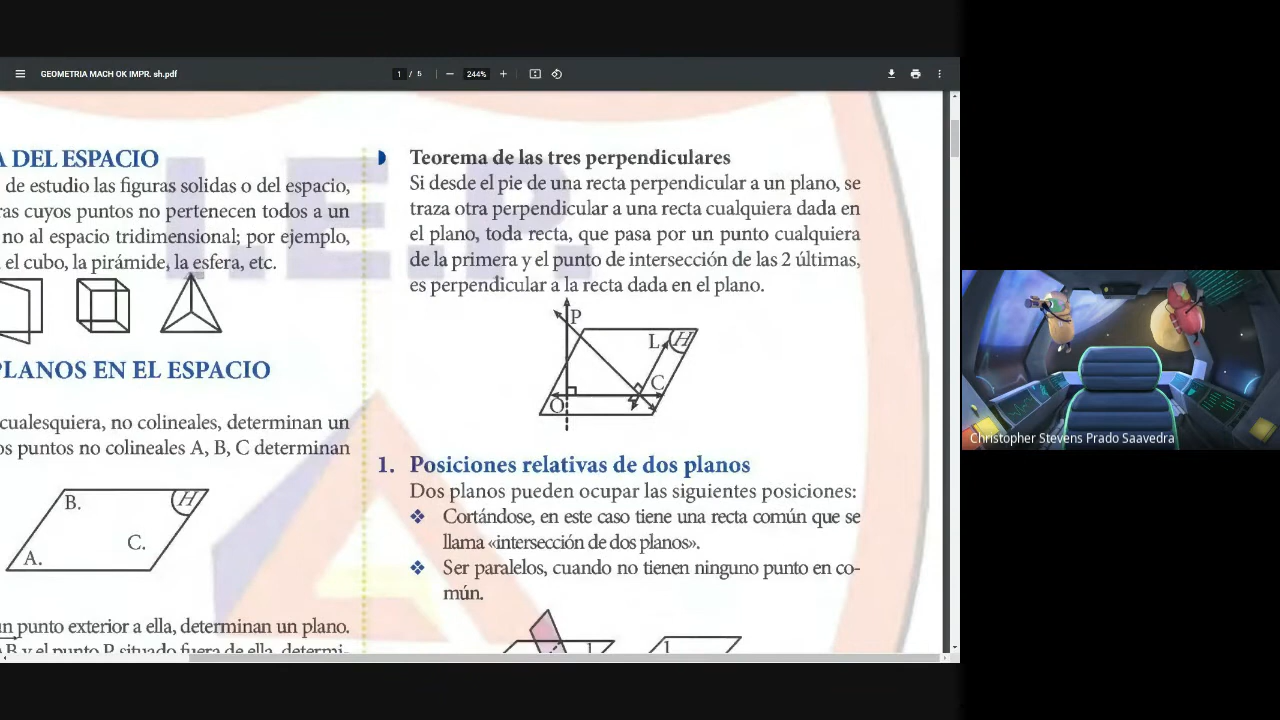 GEOMETRIA MACH OK IMPR. sh.pdf
1 / 5
244%
I.E.P.
A DEL ESPACIO
de estudio las figuras solidas o del espacio,
ras cuyos puntos no pertenecen todos a un
no al espacio tridimensional; por ejemplo,
el cubo, la pirámide, la esfera, etc.
PLANOS EN EL ESPACIO
cualesquiera, no colineales, determinan un
os puntos no colineales A, B, C determinan
B.
H
C.
A.
un punto exterior a ella, determinan un plano.
AB y el punto P situado fuera de ella, determi-
Teorema de las tres perpendiculares
Si desde el pie de una recta perpendicular a un plano, se
traza otra perpendicular a una recta cualquiera dada en
el plano, toda recta, que pasa por un punto cualquiera
de la primera y el punto de intersección de las 2 últimas,
es perpendicular a la recta dada en el plano.
P
L
H
C
O
1. Posiciones relativas de dos planos
Dos planos pueden ocupar las siguientes posiciones:
❖ Cortándose, en este caso tiene una recta común que se
llama «intersección de dos planos».
❖ Ser paralelos, cuando no tienen ninguno punto en co-
mún.
Christopher Stevens Prado Saavedra